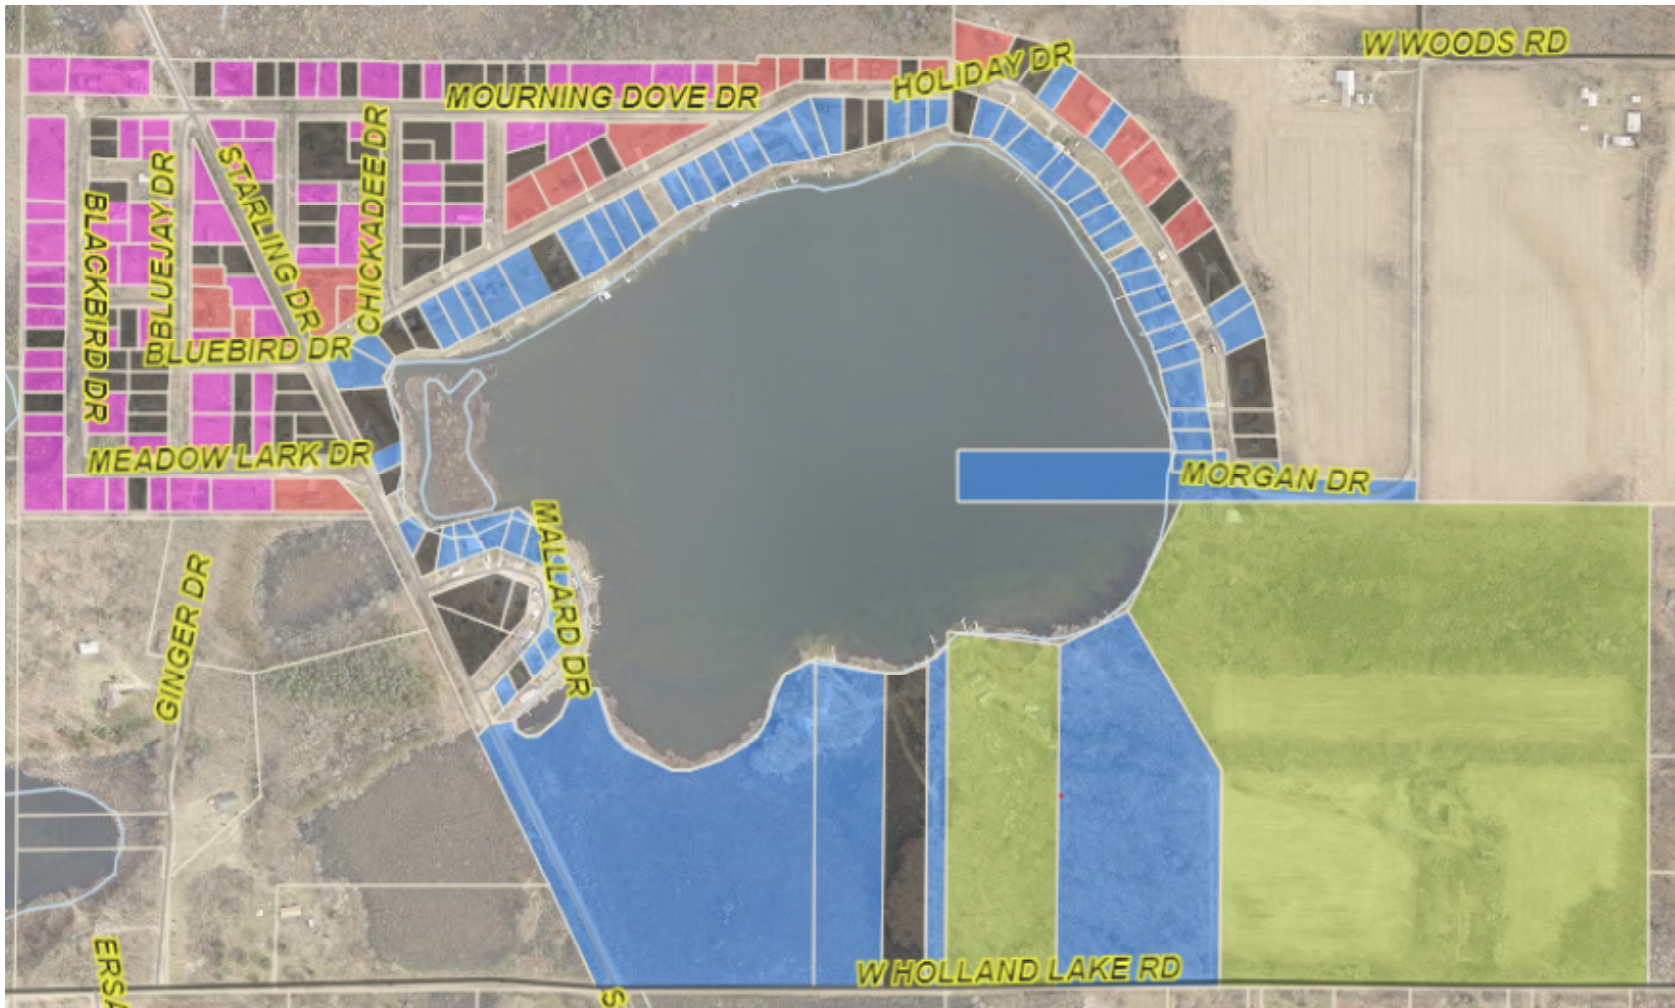 W WOODS RD
HOLIDAY DR
MOURNING DOVE DR
CHICKADEE DR
STARLING DR
BLUEJAY DR
BLACKBIRD DR
BLUEBIRD DR
MEADOW LARK DR
MORGAN DR
MALLARD DR
GINGER DR
W HOLLAND LAKE RD
ERSA
S